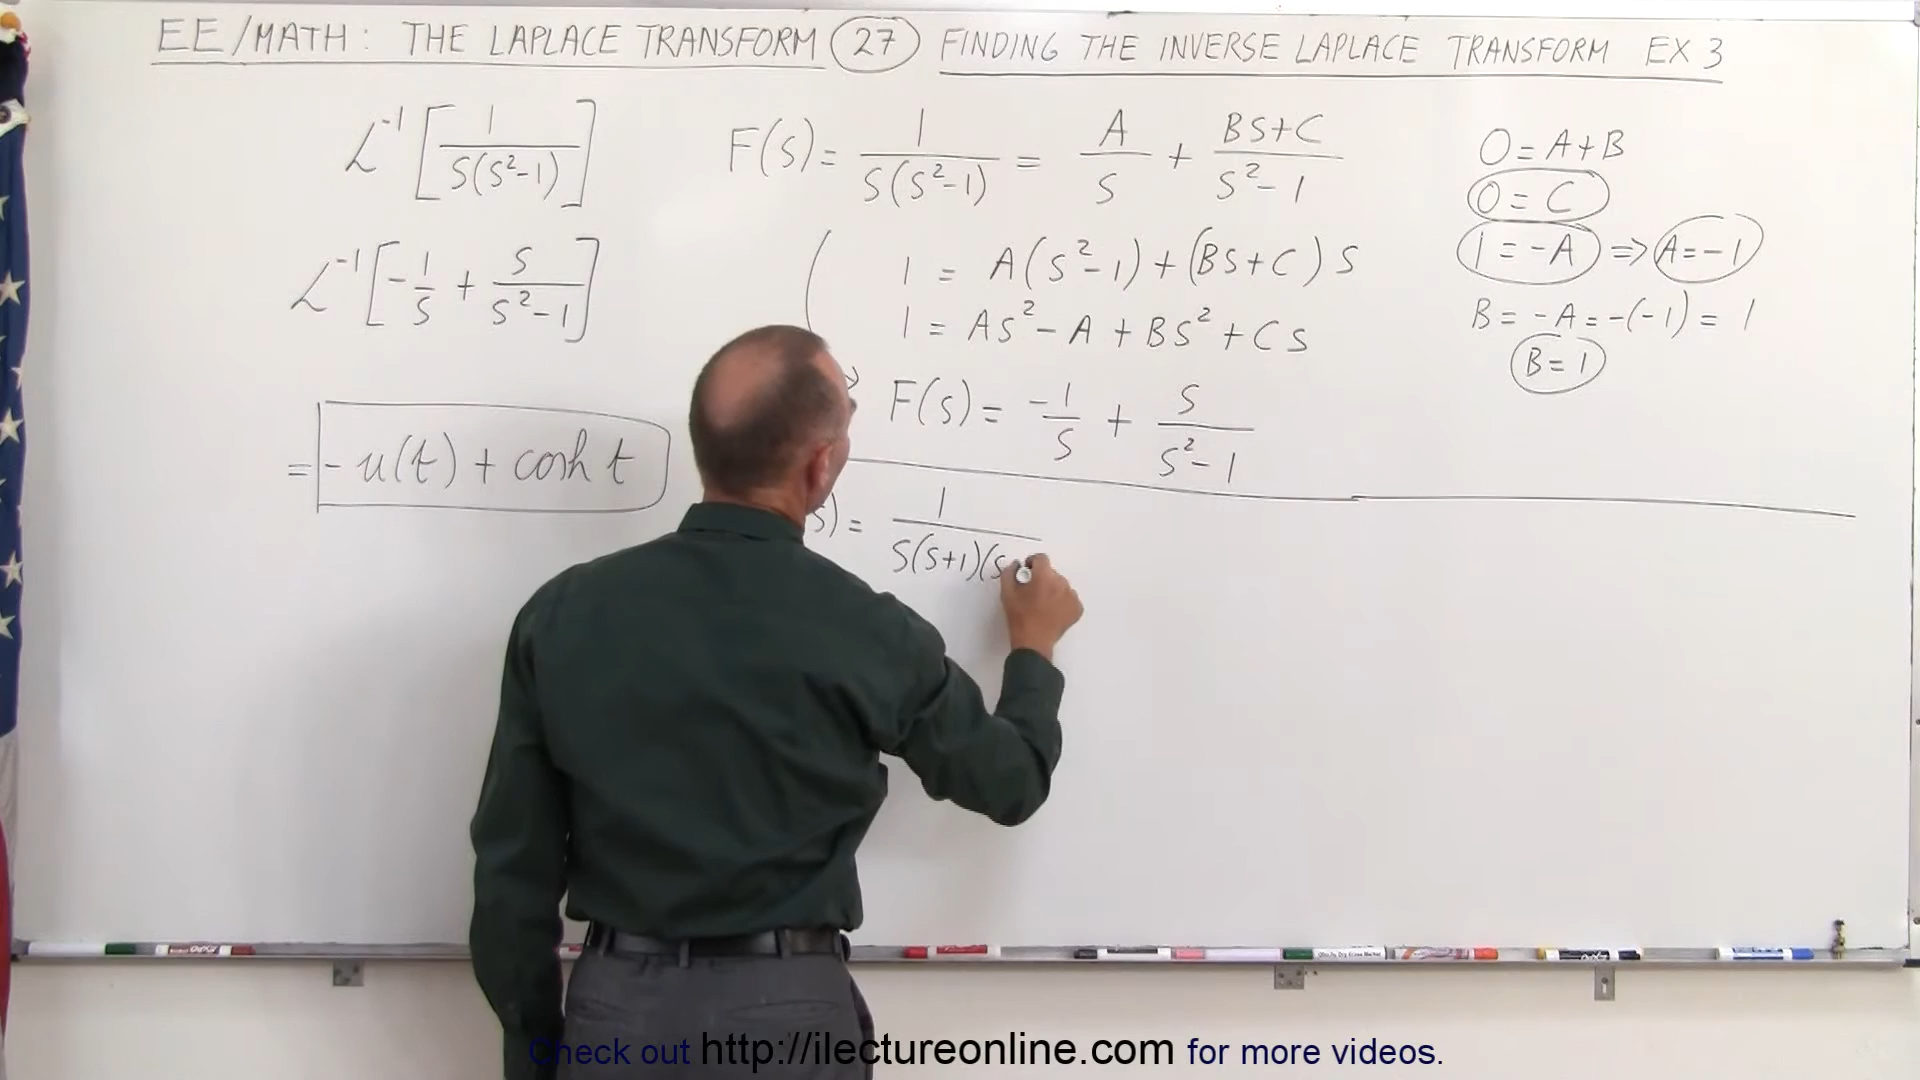 EE/MATH: THE LAPLACE TRANSFORM (27) FINDING THE INVERSE LAPLACE TRANSFORM EX 3
L⁻¹ [1/(S(S²-1))]
L⁻¹ [-1/S + S/(S²-1)]
= -u(t) + cosh t
F(S) = 1/(S(S²-1)) = A/S + (BS+C)/(S²-1)
1 = A(S²-1) + (BS+C)S
1 = AS² - A + BS² + CS
F(S) = -1/S + S/(S²-1)
S) = 1/(S(S+1)(S
0 = A+B
0 = C
1 = -A ⇒ A = -1
B = -A = -(-1) = 1
B = 1
Check out http://ilectureonline.com for more videos.